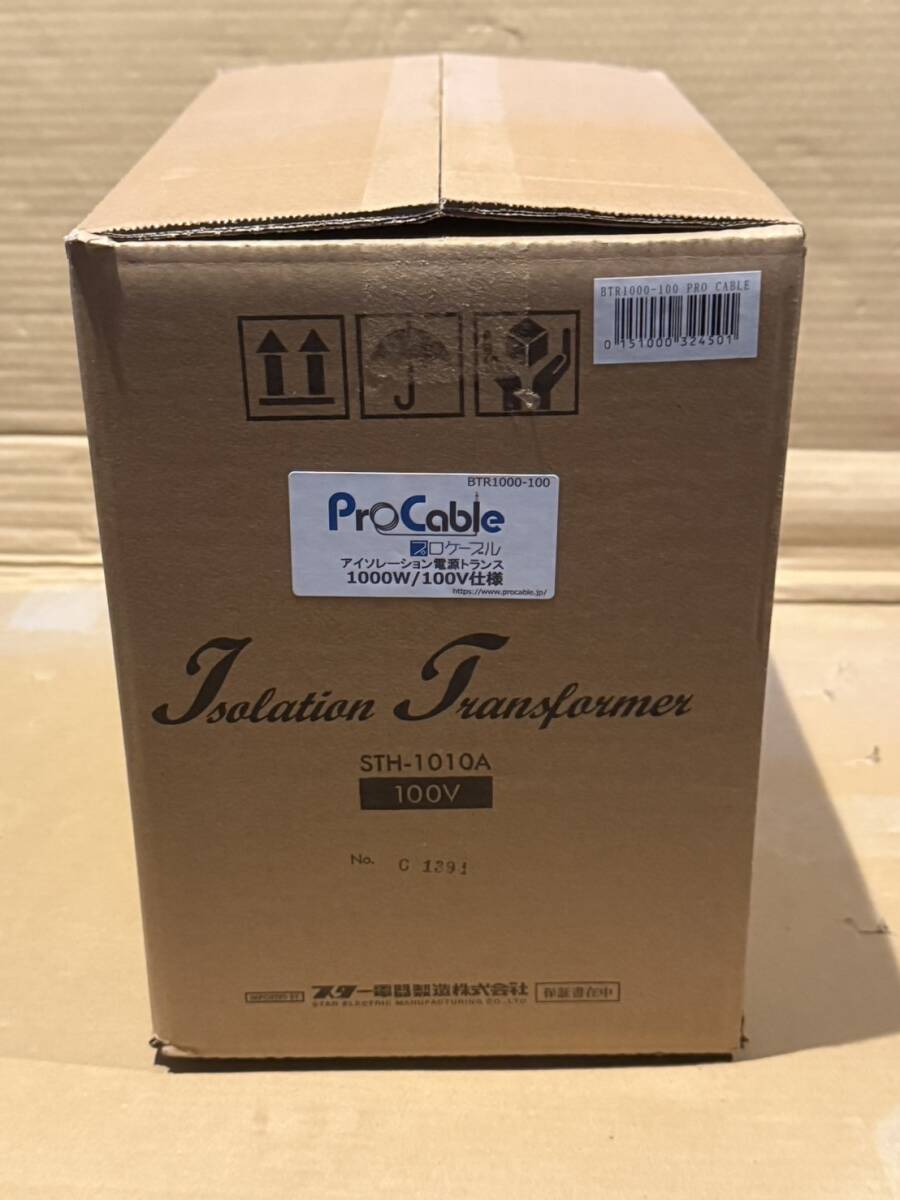 BTR1000-100 PRO CABLE
0 151000 324501
BTR1000-100
ProCable
プロケーブル
アイソレーション電源トランス
1000W/100V仕様
https://www.procable.jp/
Isolation Transformer
STH-1010A
100V
No. C 1394
IMPORTED BY スター電器製造株式会社 保証書在中
STAR ELECTRIC MANUFACTURING CO.,LTD